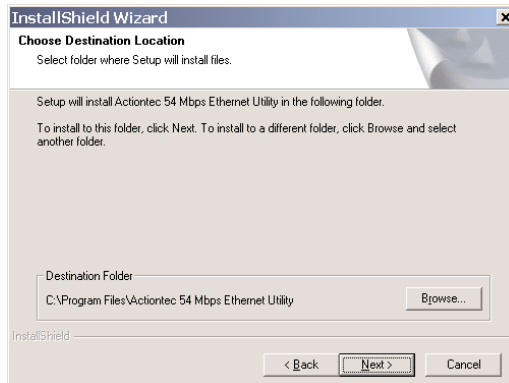 InstallShield Wizard
Choose Destination Location
Select folder where Setup will install files.
Setup will install Actiontec 54 Mbps Ethernet Utility in the following folder.
To install to this folder, click Next. To install to a different folder, click Browse and select
another folder.
Destination Folder
C:\Program Files\Actiontec 54 Mbps Ethernet Utility
Browse...
InstallShield
< Back
Next >
Cancel